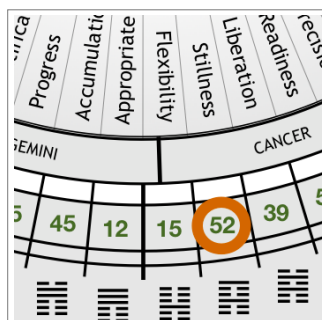 Progress
Accumulation
Appropriate
Flexibility
Stillness
Liberation
Readiness
GEMINI
CANCER
45
12
15
52
39